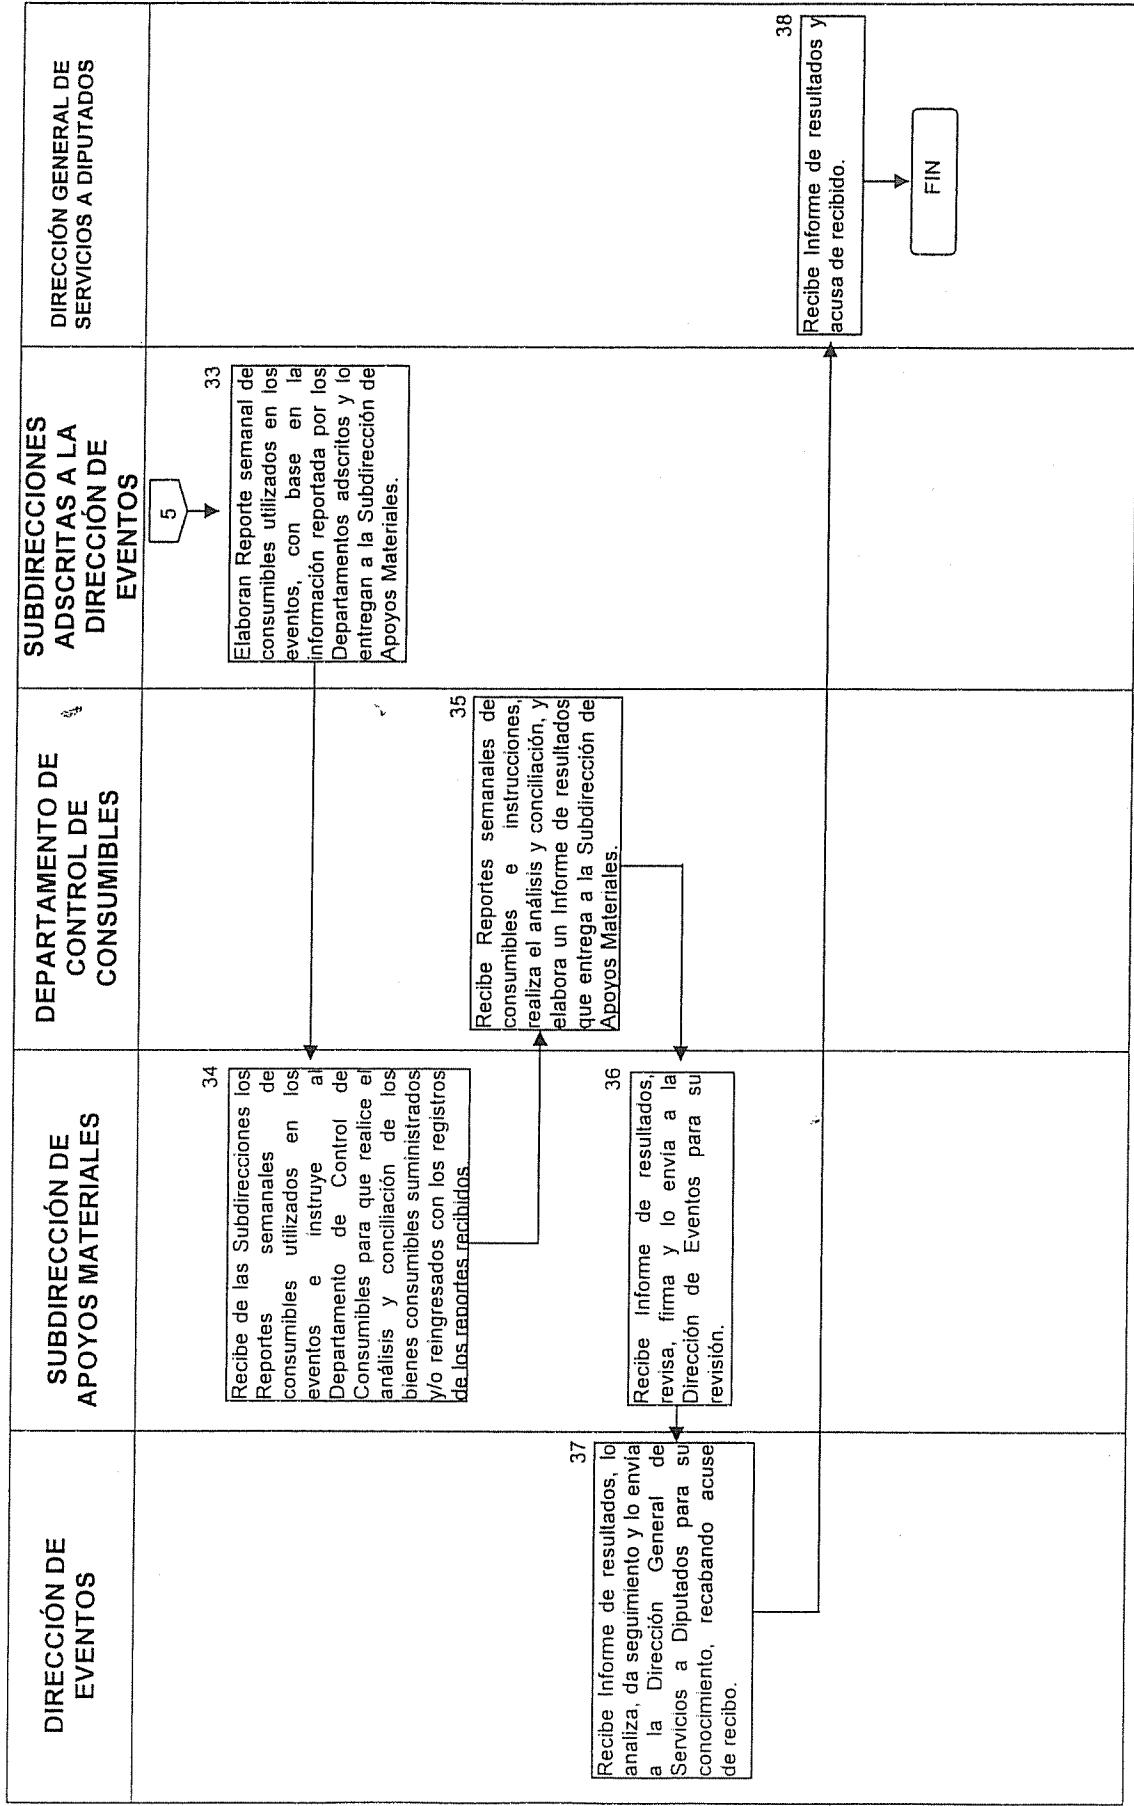 DIRECCIÓN DE
EVENTOS
SUBDIRECCIÓN DE
APOYOS MATERIALES
DEPARTAMENTO DE
CONTROL DE
CONSUMIBLES
SUBDIRECCIONES
ADSCRITAS A LA
DIRECCIÓN DE
EVENTOS
DIRECCIÓN GENERAL DE
SERVICIOS A DIPUTADOS
5
33
Elaboran Reporte semanal de
consumibles utilizados en los
eventos, con base en la
información reportada por los
Departamentos adscritos y lo
entregan a la Subdirección de
Apoyos Materiales.
34
Recibe de las Subdirecciones los
Reportes semanales de
consumibles utilizados en los
eventos e instruye al
Departamento de Control de
Consumibles para que realice el
análisis y conciliación de los
bienes consumibles suministrados
y/o reingresados con los registros
de los reportes recibidos
35
Recibe Reportes semanales de
consumibles e instrucciones,
realiza el análisis y conciliación, y
elabora un Informe de resultados
que entrega a la Subdirección de
Apoyos Materiales.
36
Recibe Informe de resultados,
revisa, firma y lo envía a la
Dirección de Eventos para su
revisión.
37
Recibe Informe de resultados, lo
analiza, da seguimiento y lo envía
a la Dirección General de
Servicios a Diputados para su
conocimiento, recabando acuse
de recibo.
38
Recibe Informe de resultados y
acusa de recibido.
FIN